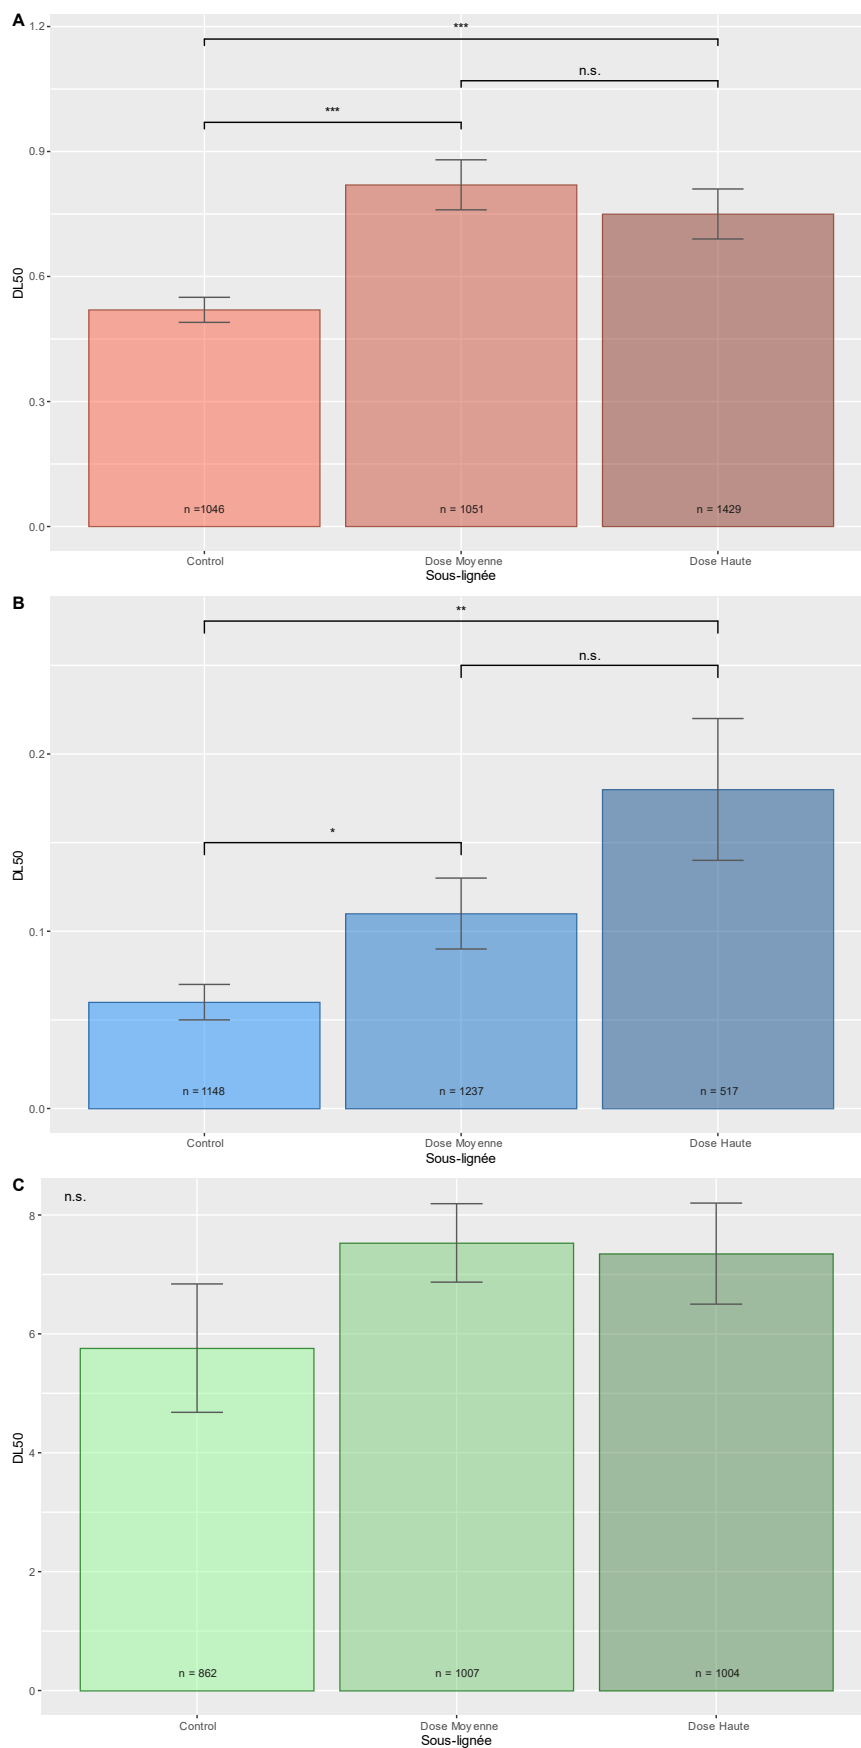 A
1.2
***
n.s.
***
0.9
DL50
0.6
0.3
n =1046
n = 1051
n = 1429
0.0
Control
Dose Moyenne
Dose Haute
Sous-lignée
B
**
n.s.
0.2
*
DL50
0.1
n = 1148
n = 1237
n = 517
0.0
Control
Dose Moyenne
Dose Haute
Sous-lignée
C
n.s.
8
6
DL50
4
2
n = 862
n = 1007
n = 1004
0
Control
Dose Moyenne
Dose Haute
Sous-lignée